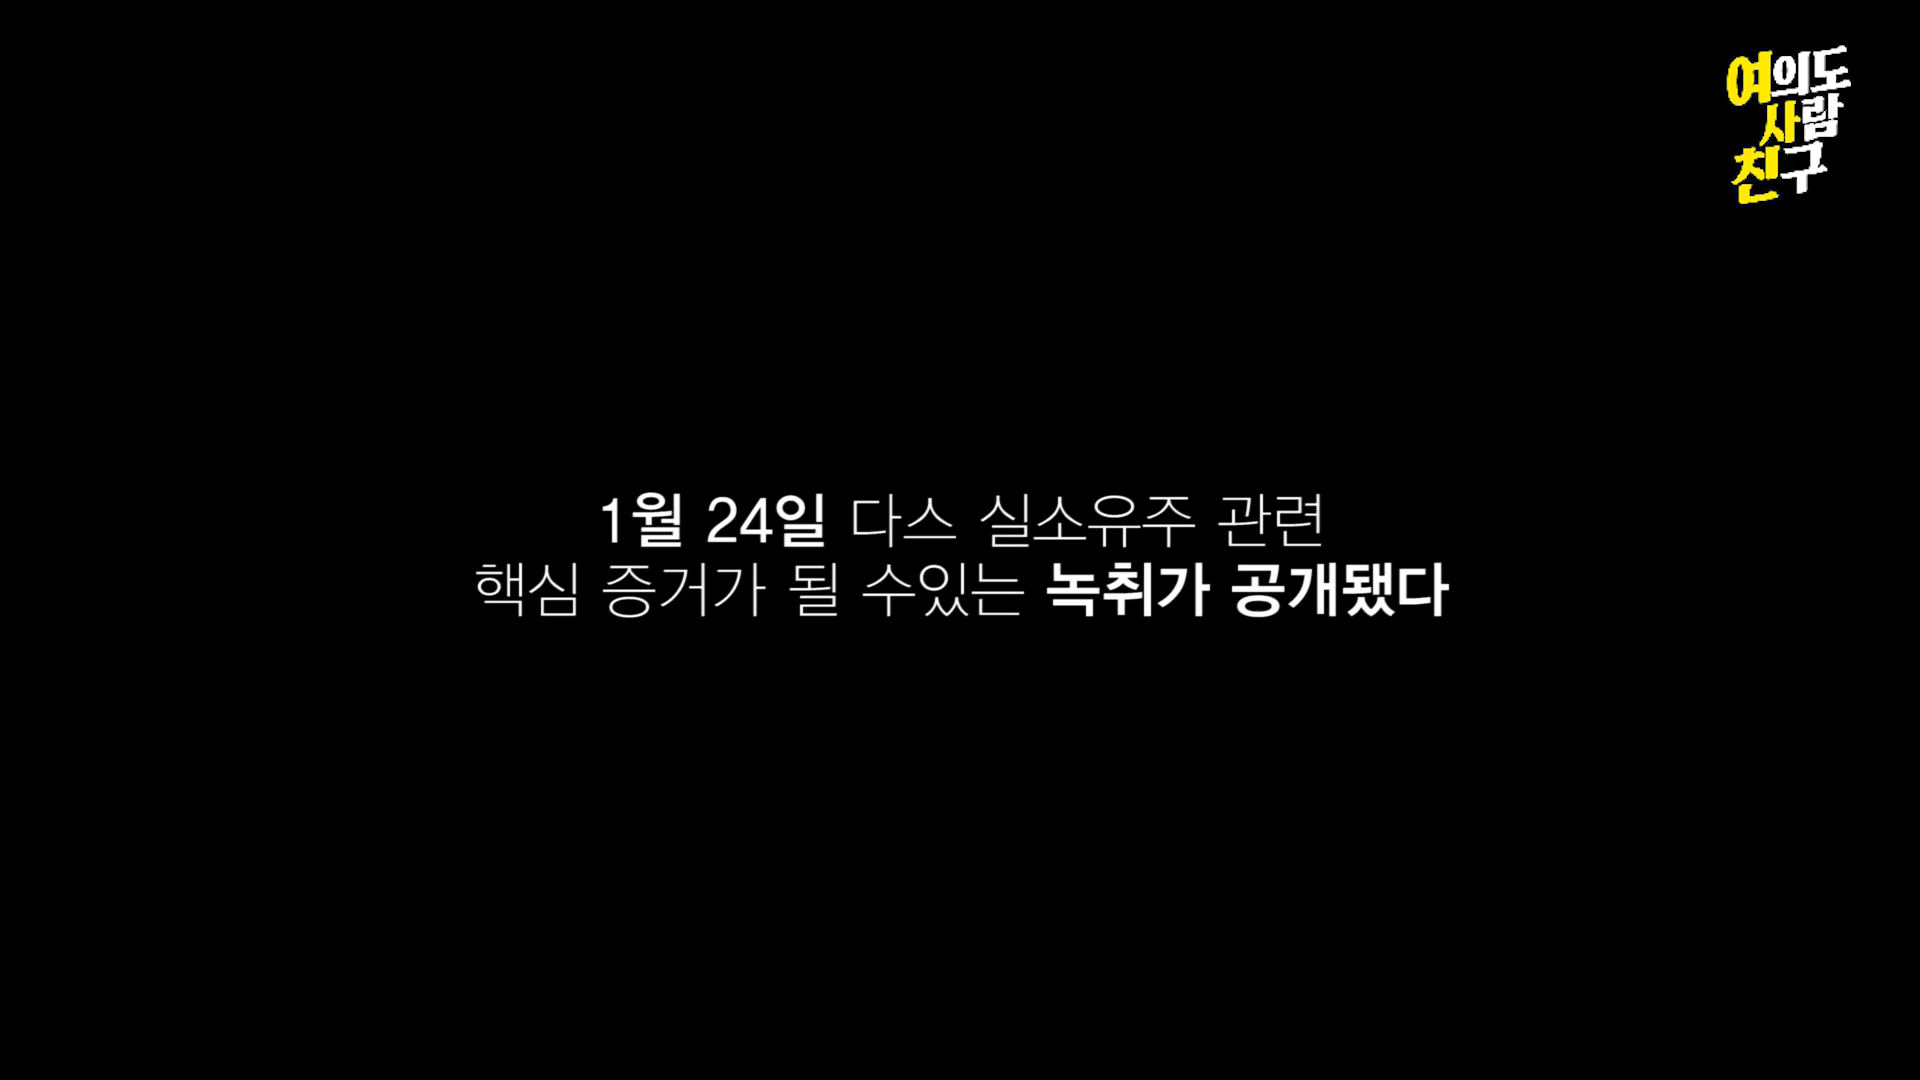 여의도
사람
친구
1월 24일 다스 실소유주 관련
핵심 증거가 될 수있는 녹취가 공개됐다